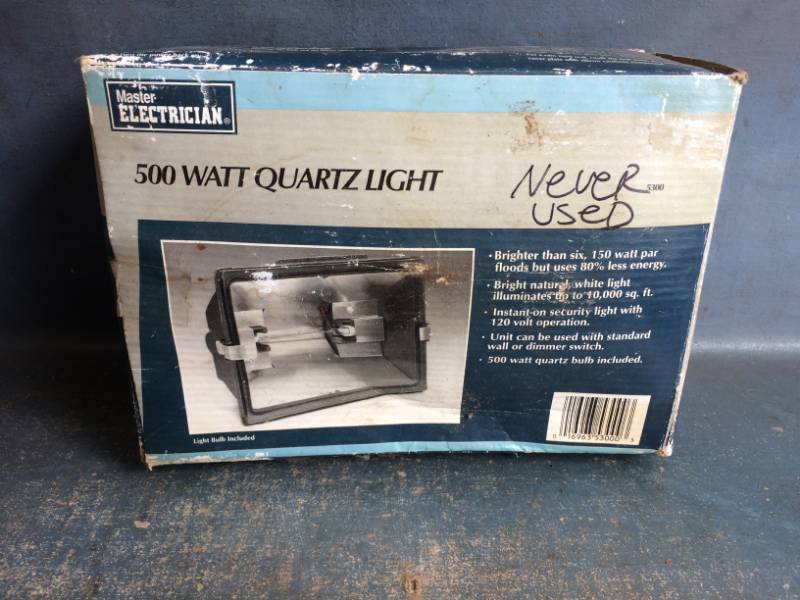 Master
ELECTRICIAN®
500 WATT QUARTZ LIGHT
Never
used
5300
• Brighter than six, 150 watt par
floods but uses 80% less energy.
• Bright natural, white light
illuminates up to 10,000 sq. ft.
• Instant-on security light with
120 volt operation.
• Unit can be used with standard
wall or dimmer switch.
• 500 watt quartz bulb included.
Light Bulb Included
16963 53000